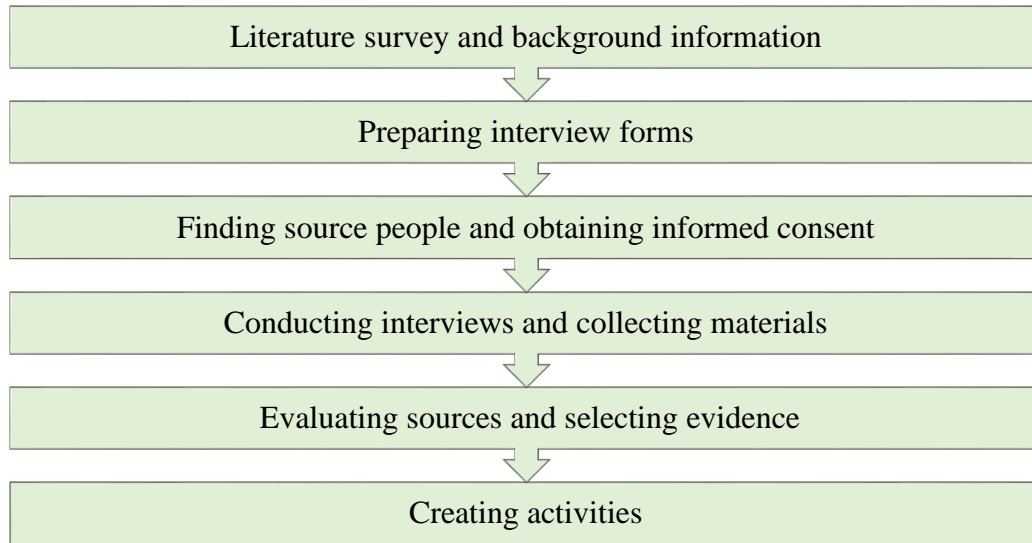 Literature survey and background information
Preparing interview forms
Finding source people and obtaining informed consent
Conducting interviews and collecting materials
Evaluating sources and selecting evidence
Creating activities